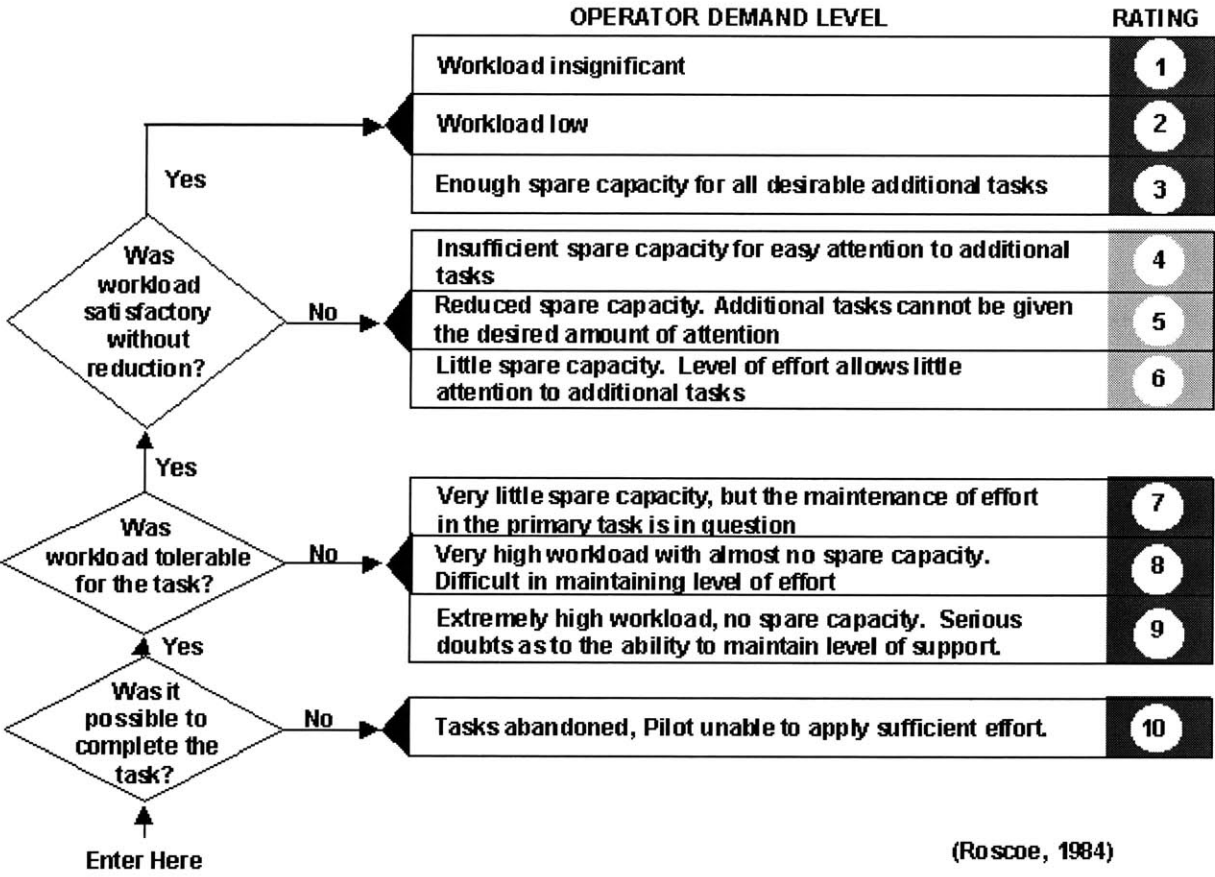 OPERATOR DEMAND LEVEL RATING
Workload insignificant 1
Workload low 2
Enough spare capacity for all desirable additional tasks 3
Yes
Was
workload
satisfactory
without
reduction?
No
Insufficient spare capacity for easy attention to additional
tasks
4
Reduced spare capacity. Additional tasks cannot be given
the desired amount of attention
5
Little spare capacity. Level of effort allows little
attention to additional tasks
6
Yes
Was
workload tolerable
for the task?
No
Very little spare capacity, but the maintenance of effort
in the primary task is in question
7
Very high workload with almost no spare capacity.
Difficult in maintaining level of effort
8
Extremely high workload, no spare capacity. Serious
doubts as to the ability to maintain level of support.
9
Yes
Was it
possible to
complete the
task?
No
Tasks abandoned, Pilot unable to apply sufficient effort. 10
Enter Here
(Roscoe, 1984)